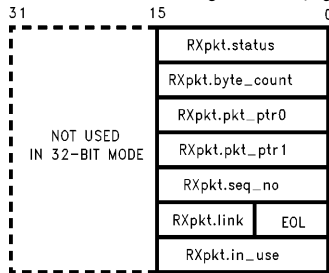 31 15 0
RXpkt.status
RXpkt.byte_count
RXpkt.pkt_ptr0
RXpkt.pkt_ptr1
NOT USED
IN 32-BIT MODE
RXpkt.seq_no
RXpkt.link EOL
RXpkt.in_use